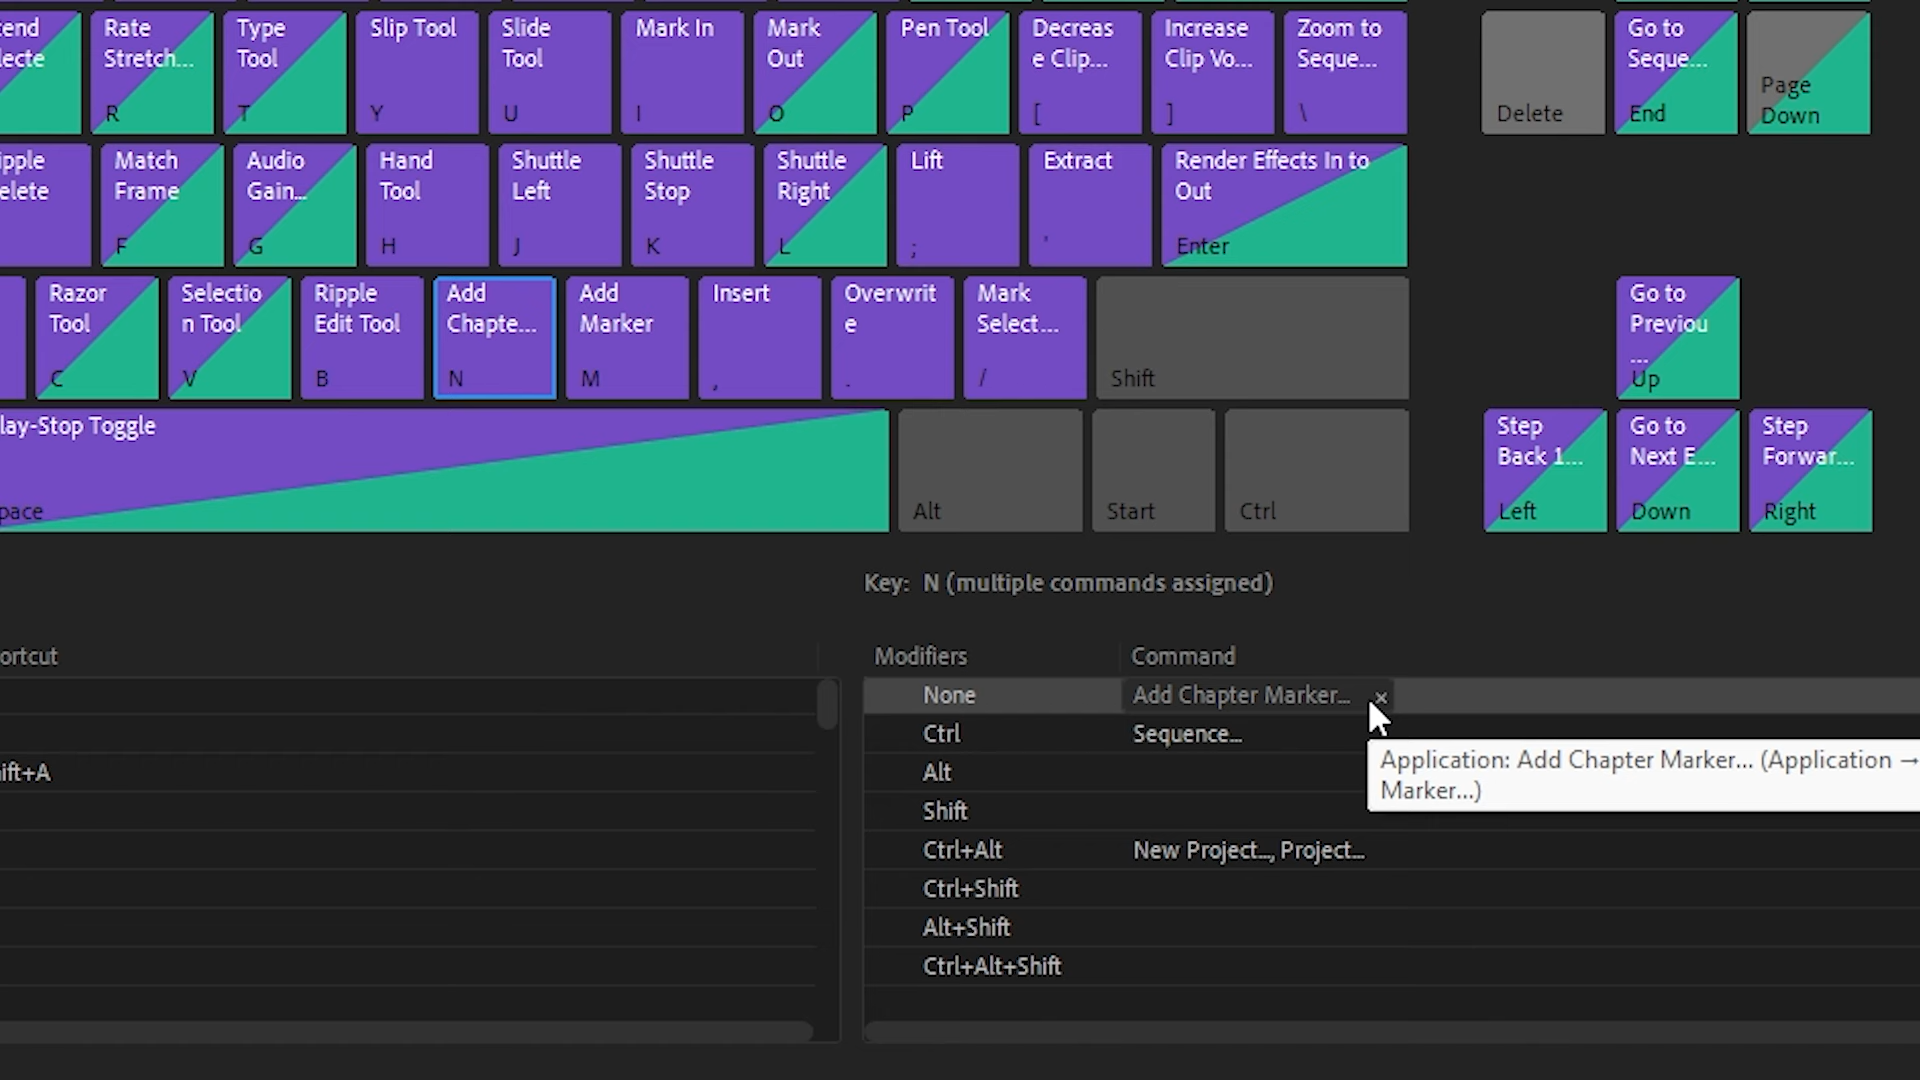 tend
lecte
Rate
Stretch...
R
Type
Tool
T
Slip Tool
Y
Slide
Tool
U
Mark In
I
Mark
Out
O
Pen Tool
P
Decreas
e Clip...
[
Increase
Clip Vo...
]
Zoom to
Seque...
\
Delete
Go to
Seque...
End
Page
Down
ipple
elete
Match
Frame
F
Audio
Gain...
G
Hand
Tool
H
Shuttle
Left
J
Shuttle
Stop
K
Shuttle
Right
L
Lift
;
Extract
'
Render Effects In to
Out
Enter
Razor
Tool
C
Selectio
n Tool
V
Ripple
Edit Tool
B
Add
Chapte...
N
Add
Marker
M
Insert
,
Overwrit
e
.
Mark
Select...
/
Shift
Go to
Previou
...
Up
lay-Stop Toggle
pace
Alt
Start
Ctrl
Step
Back 1...
Left
Go to
Next E...
Down
Step
Forwar...
Right
Key: N (multiple commands assigned)
ortcut
Modifiers Command
None Add Chapter Marker... ×
Ctrl Sequence...
ift+A
Alt
Application: Add Chapter Marker... (Application →
Marker...)
Shift
Ctrl+Alt New Project..., Project...
Ctrl+Shift
Alt+Shift
Ctrl+Alt+Shift